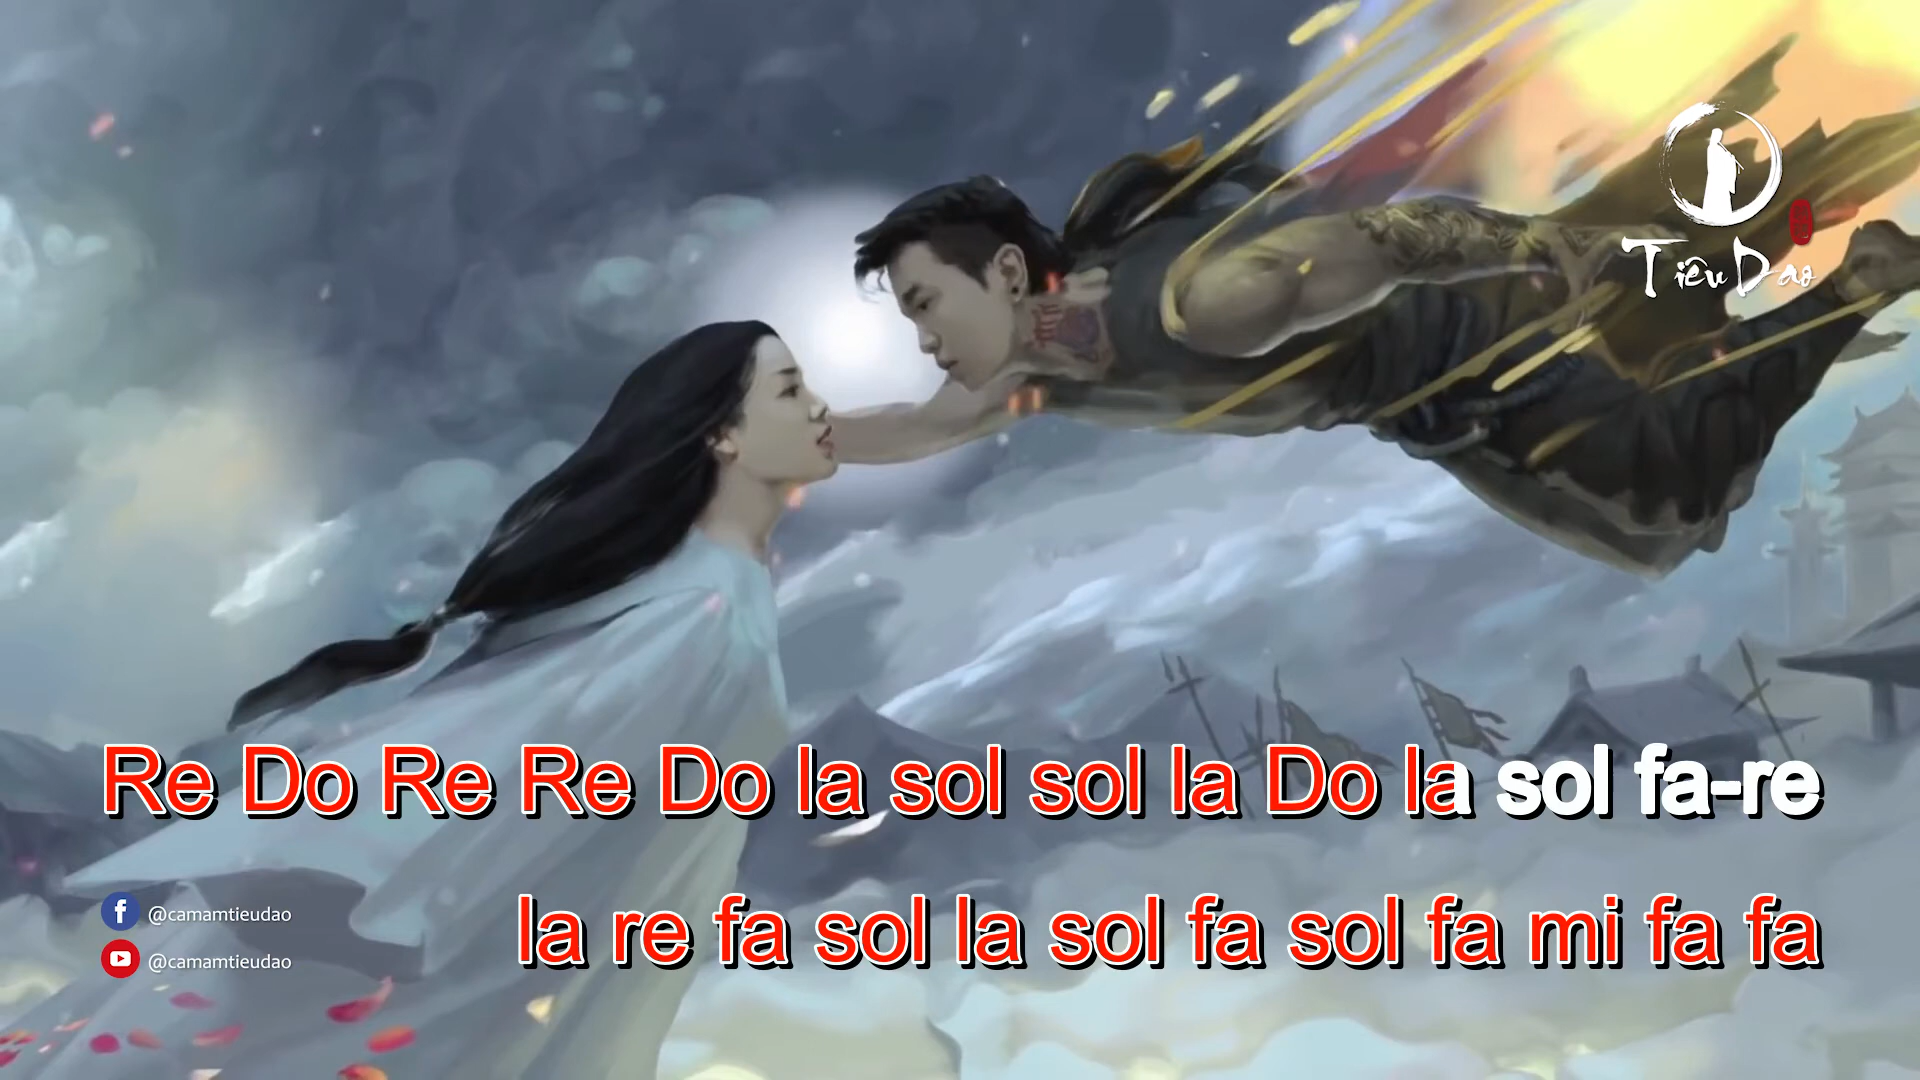 Tiêu Dao
Re Do Re Re Do la sol sol la Do la sol fa-re
la re fa sol la sol fa sol fa mi fa fa
@camamtieudao
@camamtieudao